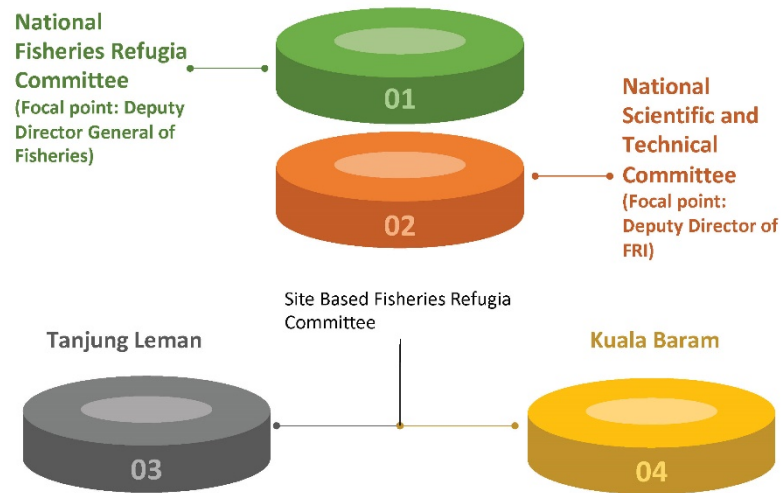 National
Fisheries Refugia
Committee
(Focal point: Deputy
Director General of
Fisheries)
01
National
Scientific and
Technical
Committee
(Focal point:
Deputy Director of
FRI)
02
Site Based Fisheries Refugia
Committee
Tanjung Leman
Kuala Baram
03
04